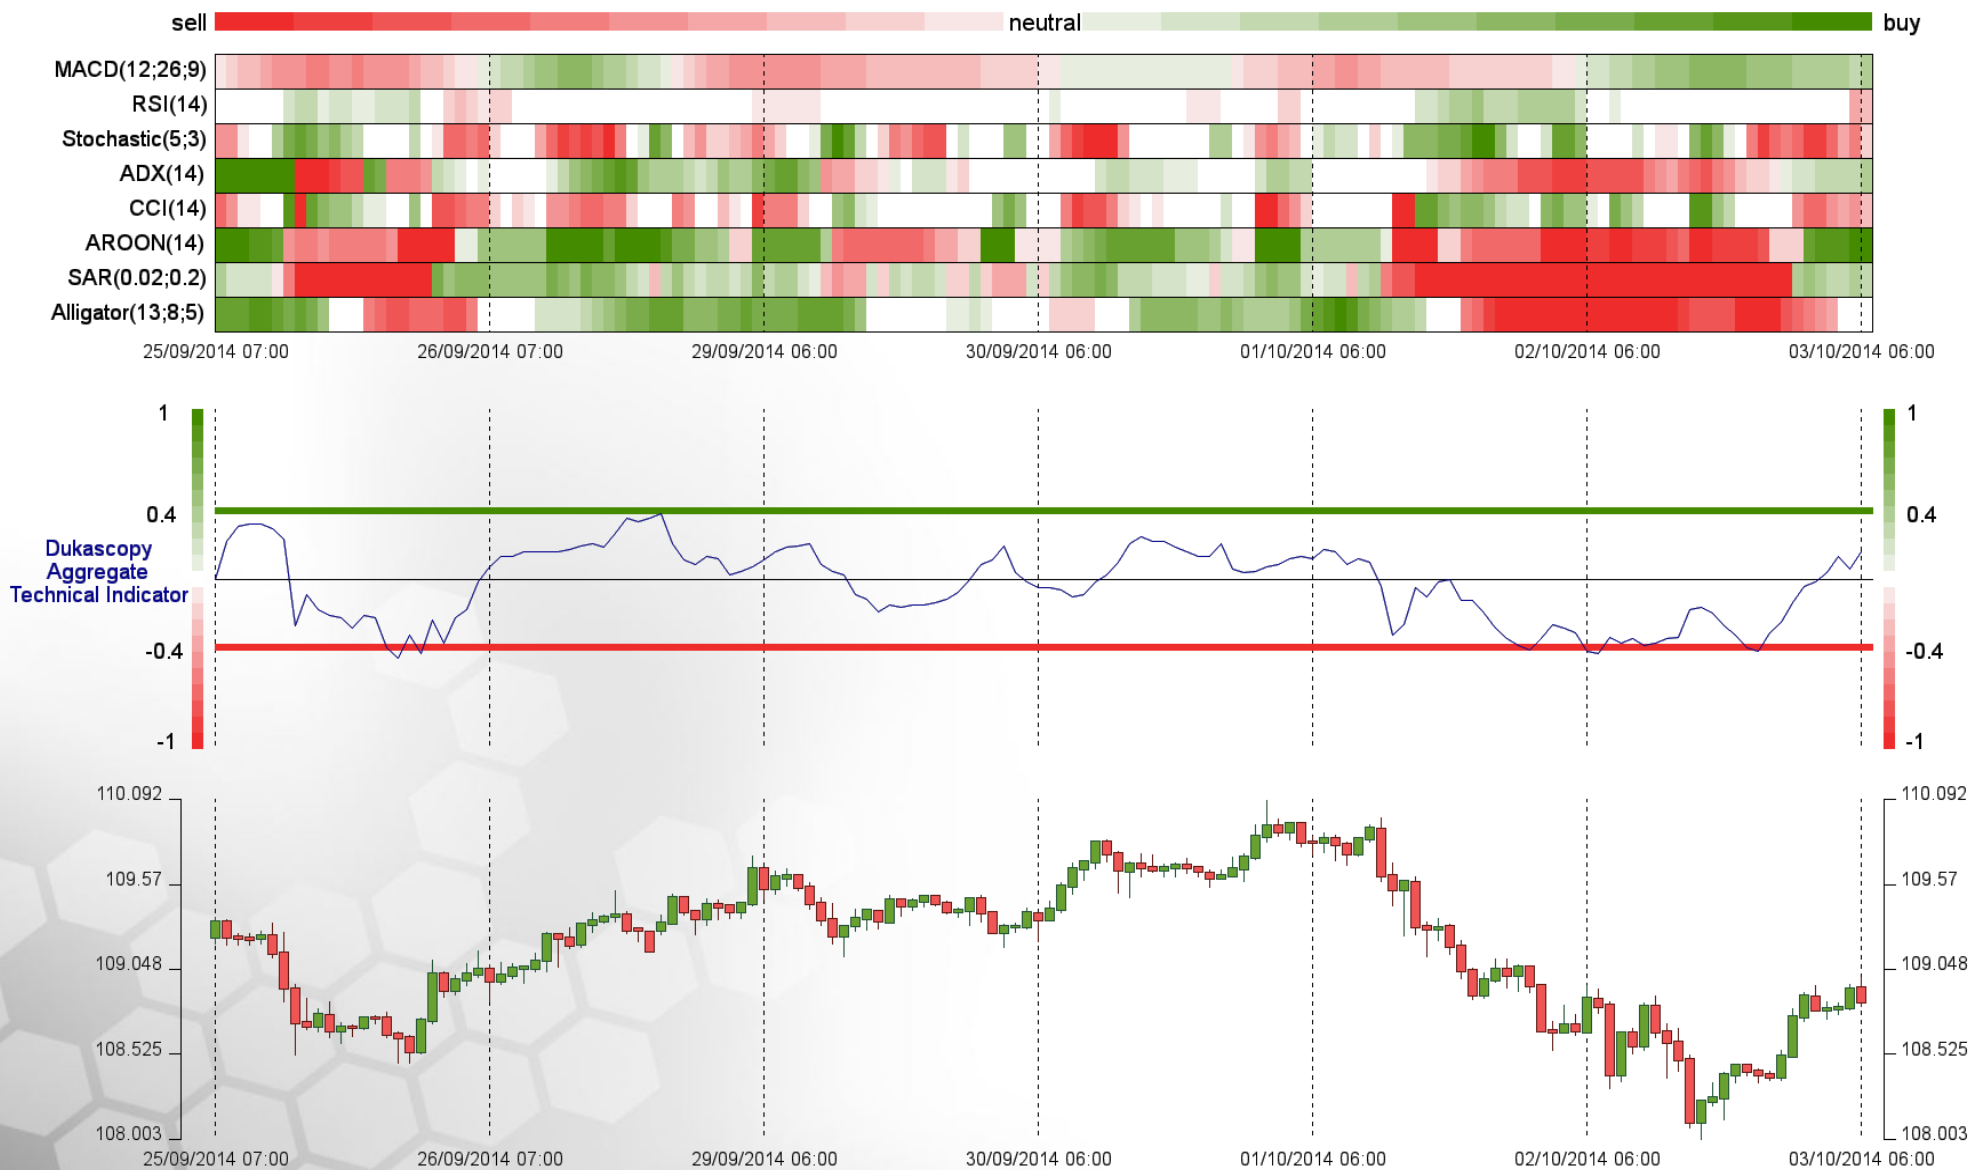 sell neutral buy
MACD(12;26;9)
RSI(14)
Stochastic(5;3)
ADX(14)
CCI(14)
AROON(14)
SAR(0.02;0.2)
Alligator(13;8;5)
25/09/2014 07:00 26/09/2014 07:00 29/09/2014 06:00 30/09/2014 06:00 01/10/2014 06:00 02/10/2014 06:00 03/10/2014 06:00
1 1
0.4 0.4
Dukascopy
Aggregate
Technical Indicator
-0.4 -0.4
-1 -1
110.092 110.092
109.57 109.57
109.048 109.048
108.525 108.525
108.003 108.003
25/09/2014 07:00 26/09/2014 07:00 29/09/2014 06:00 30/09/2014 06:00 01/10/2014 06:00 02/10/2014 06:00 03/10/2014 06:00